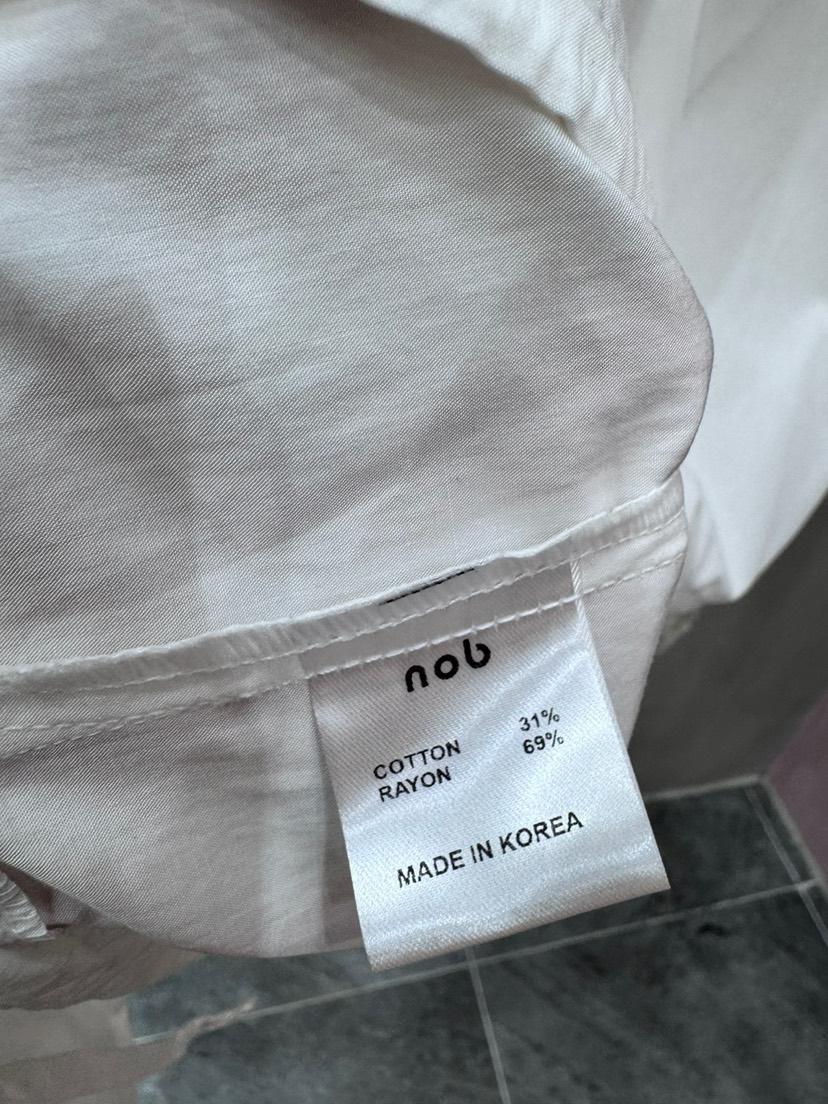 nob
COTTON 31%
RAYON 69%
MADE IN KOREA